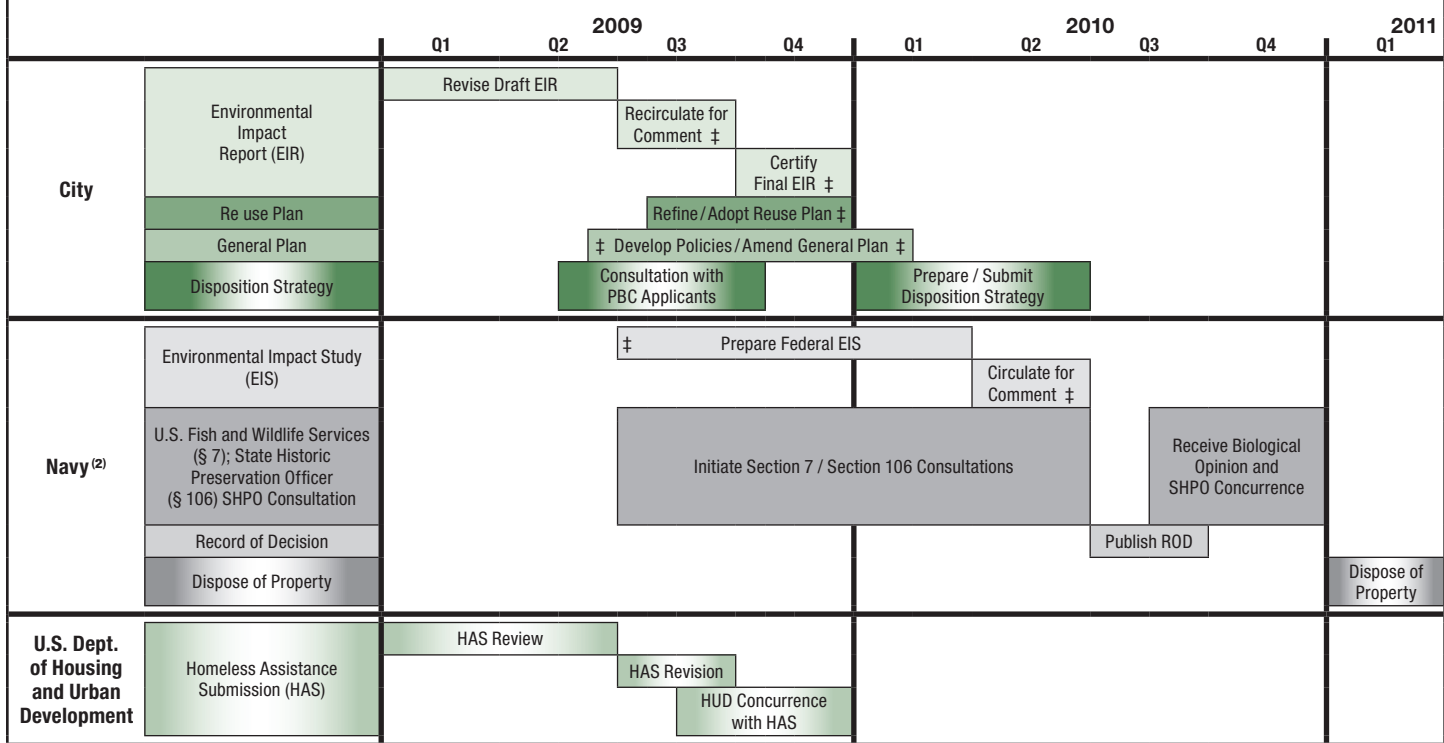 2009
2010
2011
Q1 Q2 Q3 Q4 Q1 Q2 Q3 Q4 Q1
City
Environmental
Impact
Report (EIR)
Revise Draft EIR
Recirculate for
Comment ‡
Certify
Final EIR ‡
Re use Plan
Refine / Adopt Reuse Plan ‡
General Plan
‡ Develop Policies / Amend General Plan ‡
Disposition Strategy
Consultation with
PBC Applicants
Prepare / Submit
Disposition Strategy
Navy (2)
Environmental Impact Study
(EIS)
‡ Prepare Federal EIS
Circulate for
Comment ‡
U.S. Fish and Wildlife Services
(§ 7); State Historic
Preservation Officer
(§ 106) SHPO Consultation
Initiate Section 7 / Section 106 Consultations
Receive Biological
Opinion and
SHPO Concurrence
Record of Decision
Publish ROD
Dispose of Property
Dispose of
Property
U.S. Dept.
of Housing
and Urban
Development
Homeless Assistance
Submission (HAS)
HAS Review
HAS Revision
HUD Concurrence
with HAS